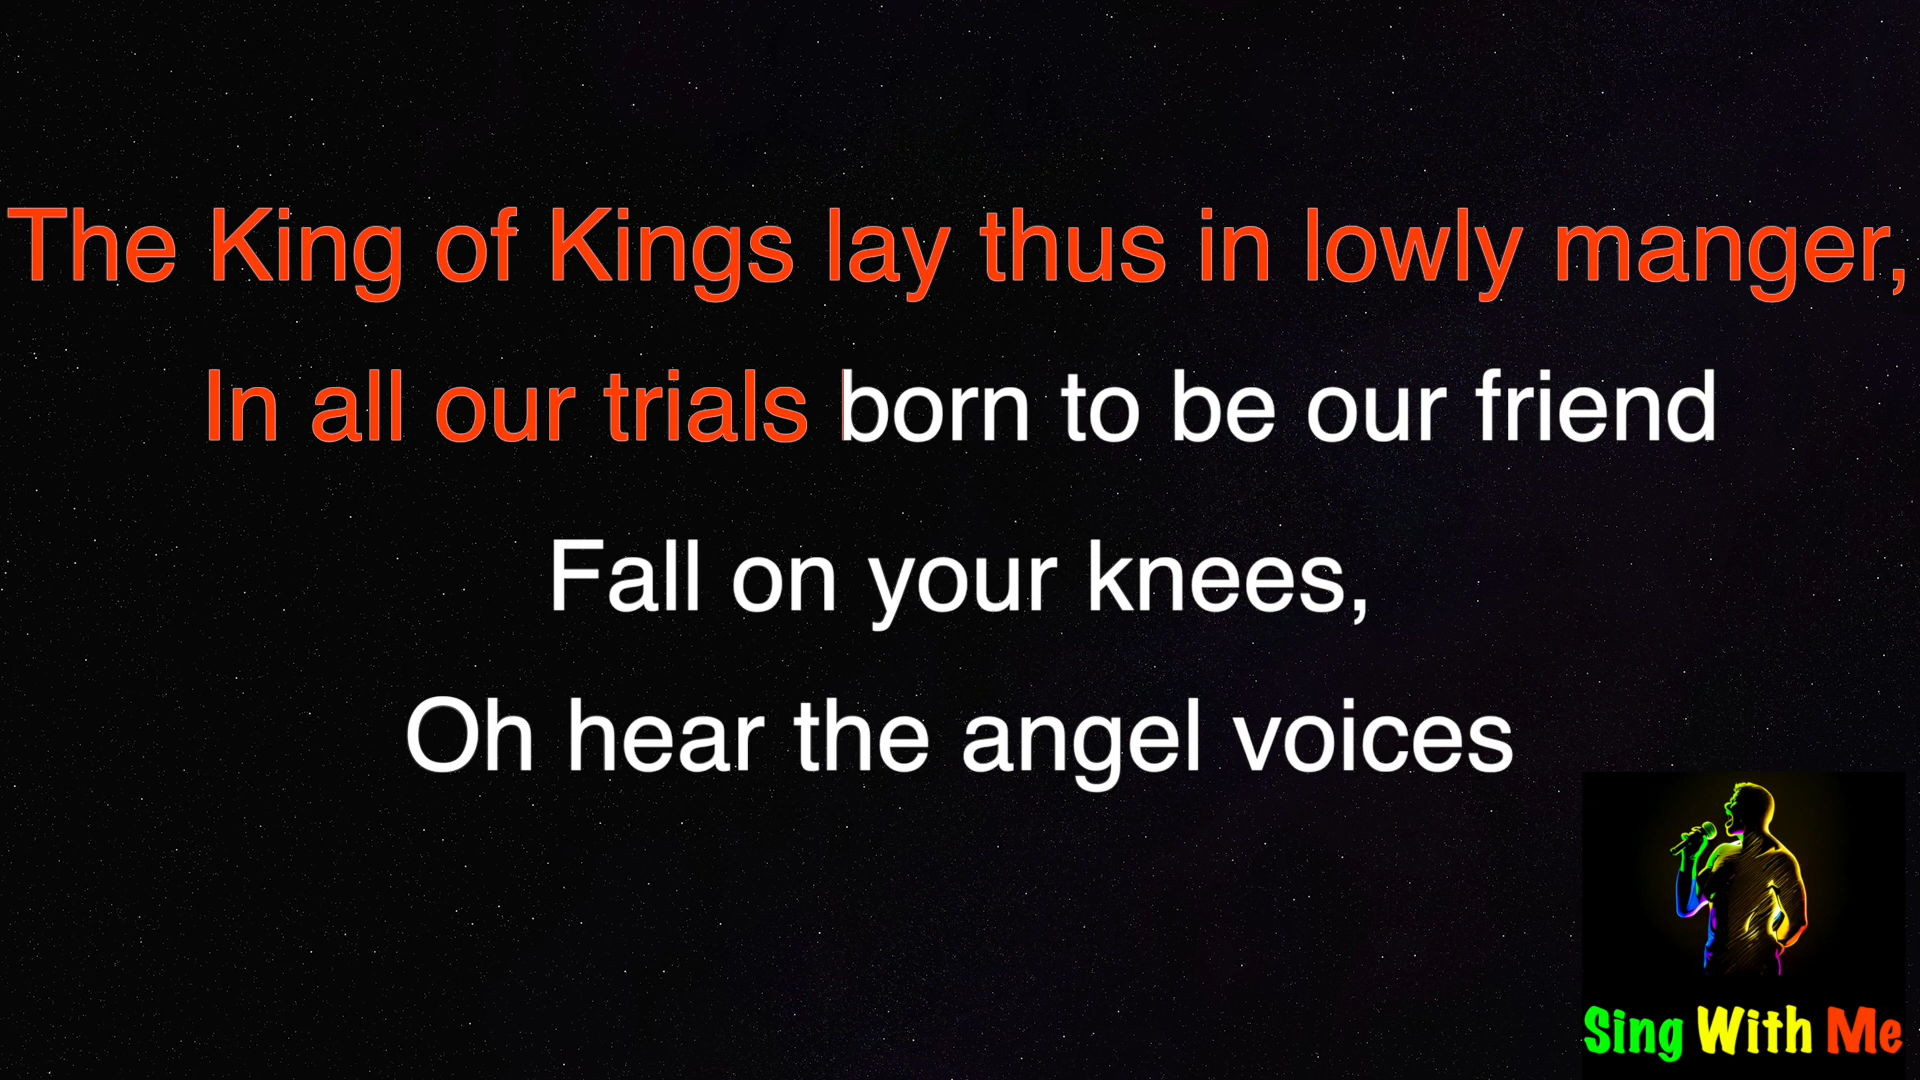 The King of Kings lay thus in lowly manger,
In all our trials born to be our friend
Fall on your knees,
Oh hear the angel voices
Sing With Me